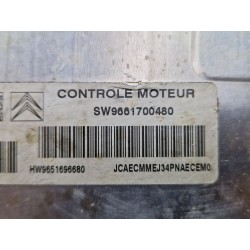 CONTROLE MOTEUR
SW9661700480
HW9651696680
JCAECMMEJ34PNAECEM0